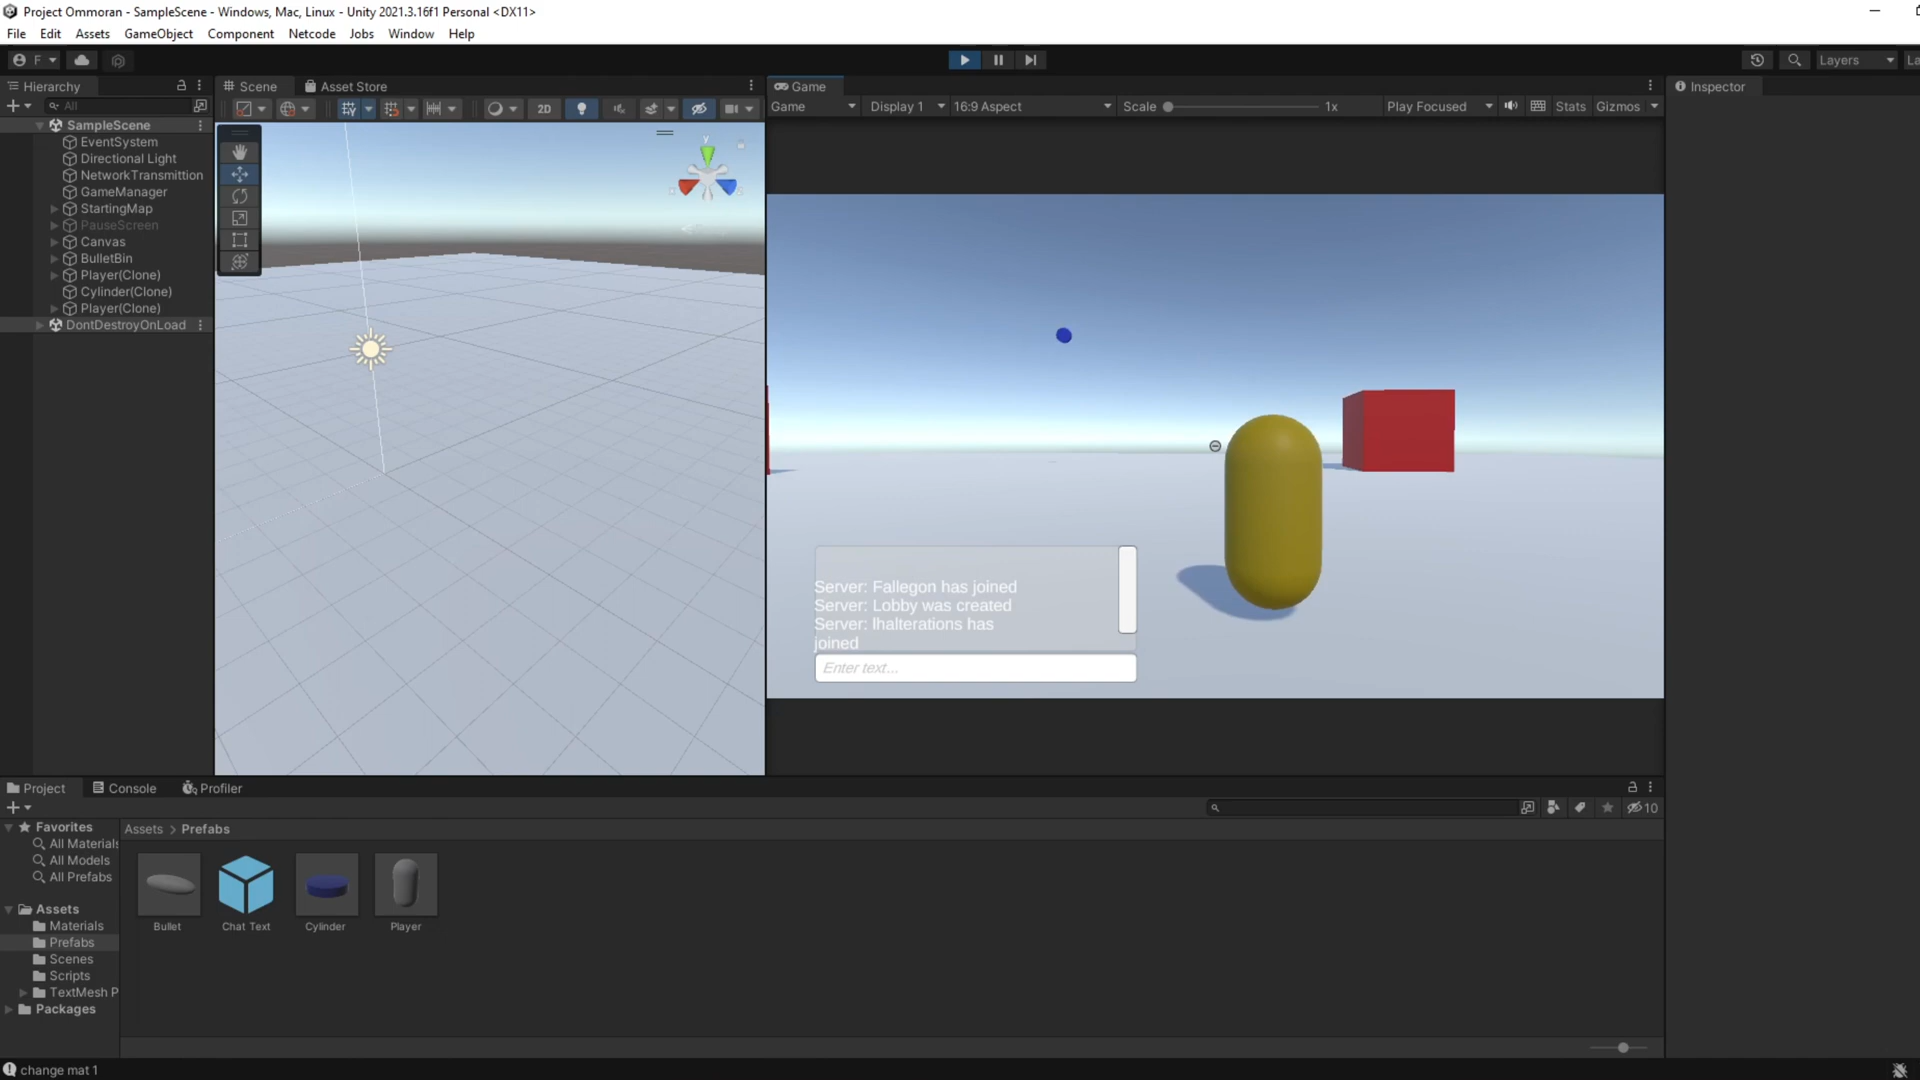 Project Ommoran - SampleScene - Windows, Mac, Linux - Unity 2021.3.16f1 Personal <DX11>
File Edit Assets GameObject Component Netcode Jobs Window Help
F
Layers
La
Hierarchy
Scene
Asset Store
Game
Inspector
All
2D
Game
Display 1
16:9 Aspect
Scale
1x
Play Focused
Stats
Gizmos
SampleScene
EventSystem
Directional Light
NetworkTransmittion
GameManager
StartingMap
PauseScreen
Canvas
BulletBin
Player(Clone)
Cylinder(Clone)
Player(Clone)
DontDestroyOnLoad
y
Server: Fallegon has joined
Server: Lobby was created
Server: lhalterations has
joined
Enter text...
Project
Console
Profiler
10
Favorites
All Materials
All Models
All Prefabs
Assets
Materials
Prefabs
Scenes
Scripts
TextMesh P
Packages
Assets > Prefabs
Bullet
Chat Text
Cylinder
Player
change mat 1